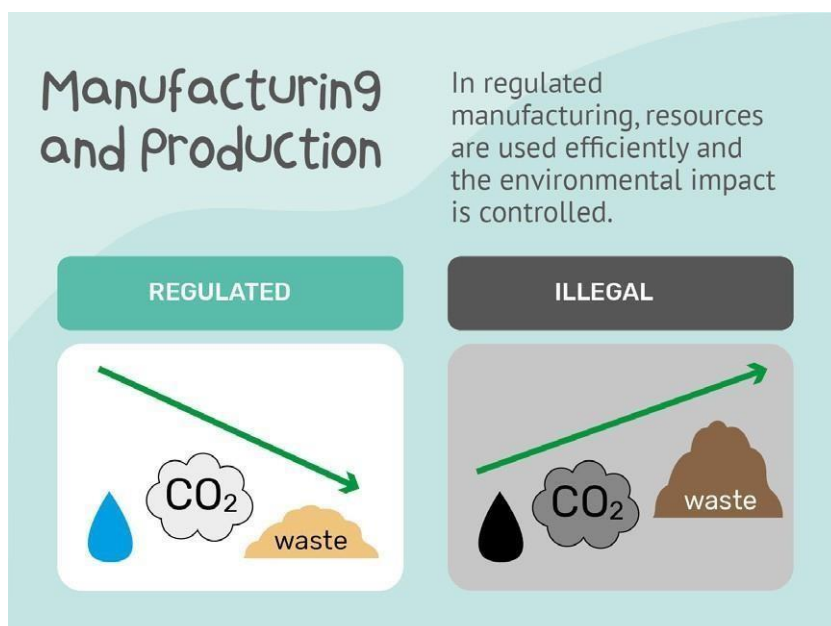 Manufacturing
and Production
In regulated
manufacturing, resources
are used efficiently and
the environmental impact
is controlled.
REGULATED
ILLEGAL
CO₂
waste
CO₂
waste